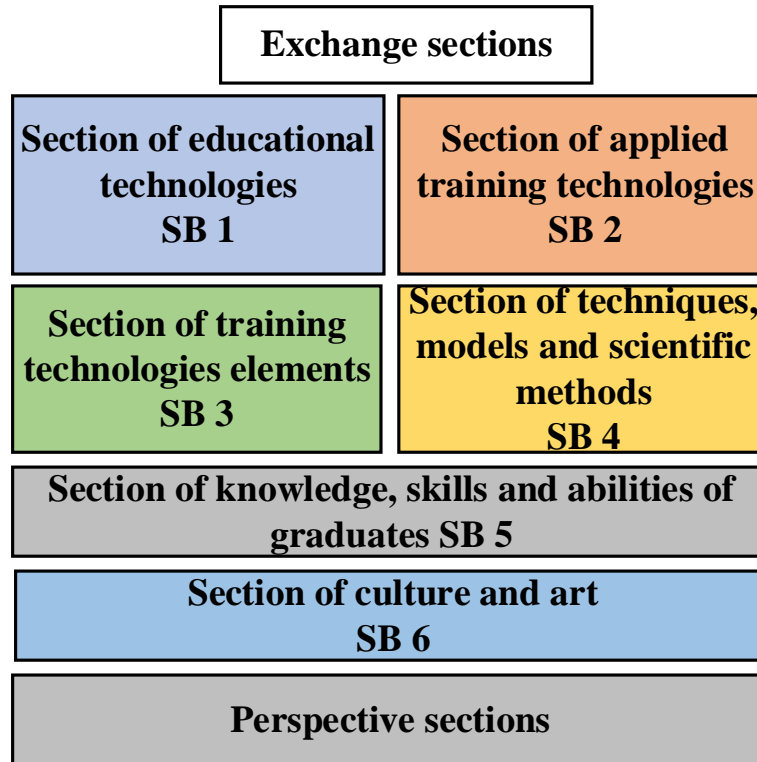 Exchange sections
Section of educational
technologies
SB 1
Section of applied
training technologies
SB 2
Section of training
technologies elements
SB 3
Section of techniques,
models and scientific
methods
SB 4
Section of knowledge, skills and abilities of
graduates SB 5
Section of culture and art
SB 6
Perspective sections